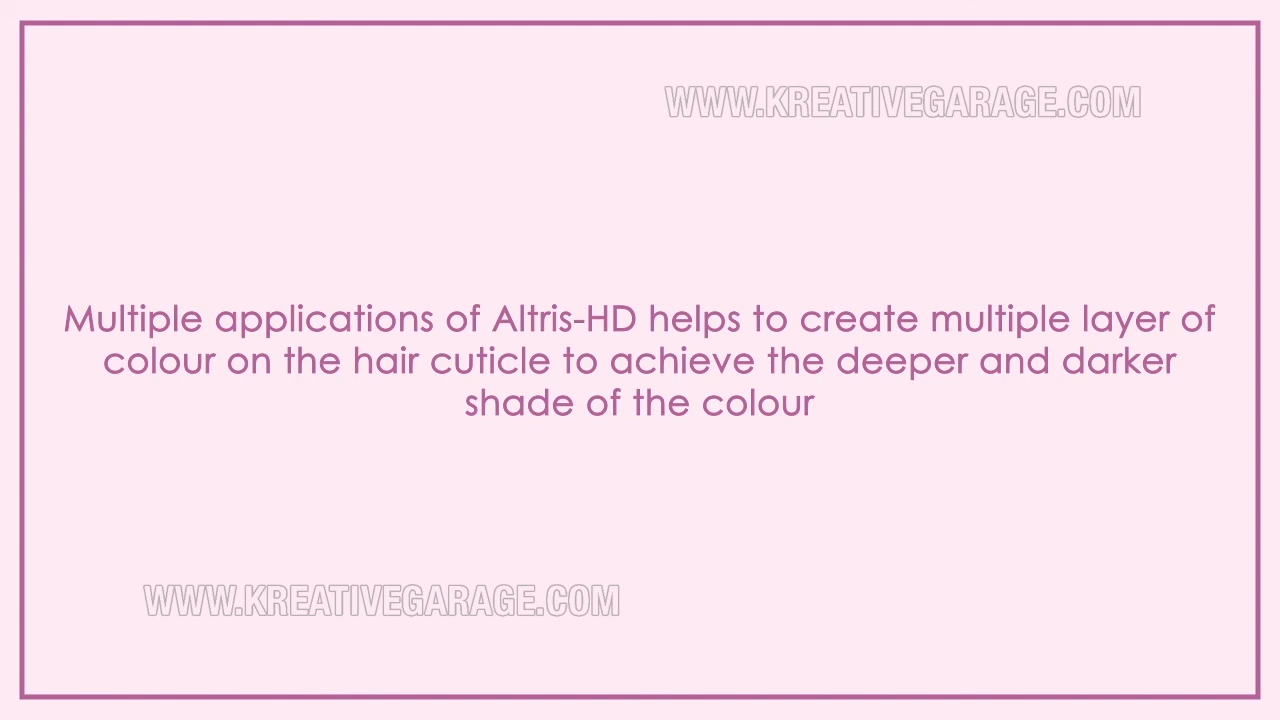 WWW.KREATIVEGARAGE.COM
Multiple applications of Altris-HD helps to create multiple layer of
colour on the hair cuticle to achieve the deeper and darker
shade of the colour
WWW.KREATIVEGARAGE.COM